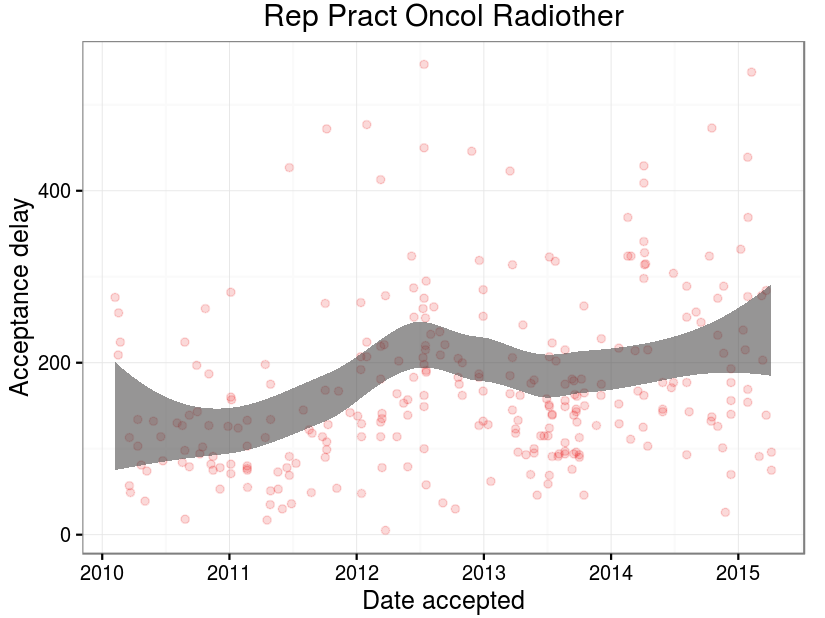 Rep Pract Oncol Radiother
Acceptance delay
400
200
0
2010 2011 2012 2013 2014 2015
Date accepted